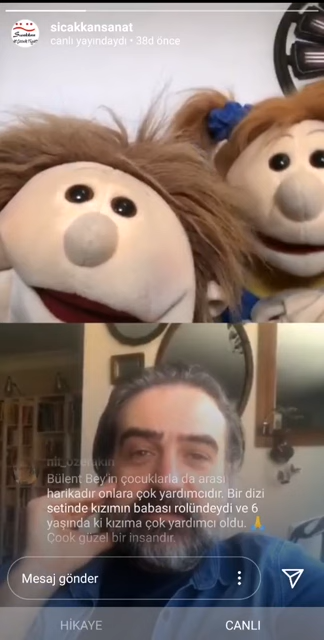 sicakkansanat
canlı yayındaydı • 38d önce
Sıcakkan
Bülent Bey'in çocuklarla da arası
harikadır onlara çok yardımcıdır. Bir dizi
setinde kızımın babası rolündeydi ve 6
yaşında ki kızıma çok yardımcı oldu. 🙏
Çook güzel bir insandır.
Mesaj gönder
HİKAYE
CANLI